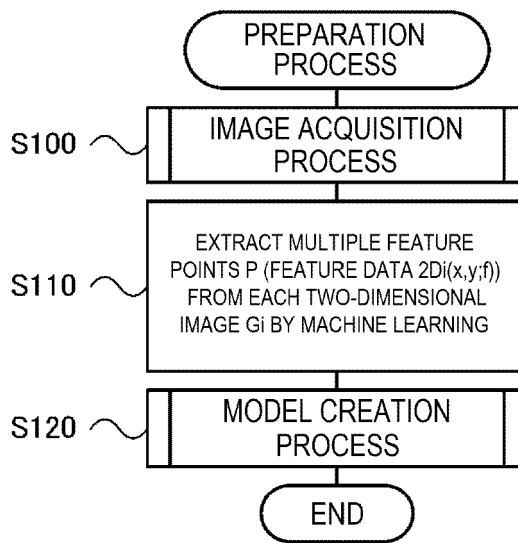 PREPARATION
PROCESS
S100
IMAGE ACQUISITION
PROCESS
S110
EXTRACT MULTIPLE FEATURE
POINTS P (FEATURE DATA 2Di(x,y;f))
FROM EACH TWO-DIMENSIONAL
IMAGE Gi BY MACHINE LEARNING
S120
MODEL CREATION
PROCESS
END